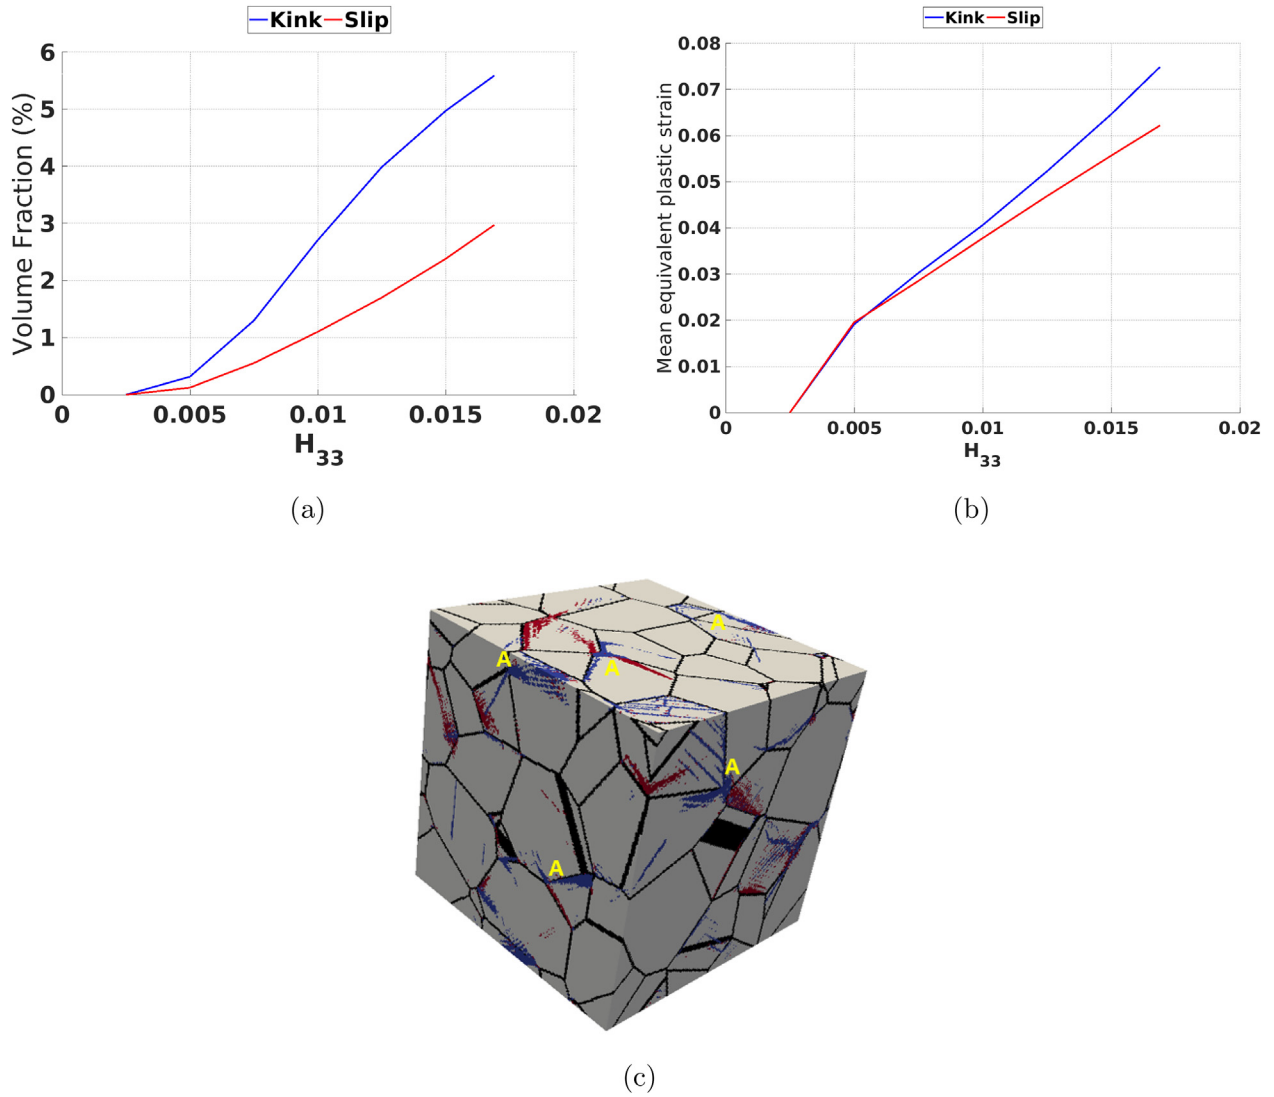 Kink Slip
Volume Fraction (%)
6
5
4
3
2
1
0
0 0.005 0.01 0.015 0.02
H33
(a)
Kink Slip
Mean equivalent plastic strain
0.08
0.07
0.06
0.05
0.04
0.03
0.02
0.01
0
0 0.005 0.01 0.015 0.02
H33
(b)
A
A
A
A
A
(c)